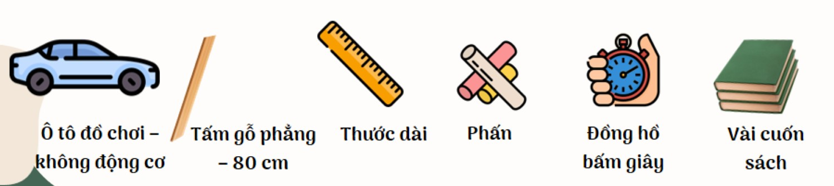 Ô tô đồ chơi –
không động cơ
Tấm gỗ phẳng
– 80 cm
Thước dài
Phấn
Đồng hồ
bấm giây
Vài cuốn
sách